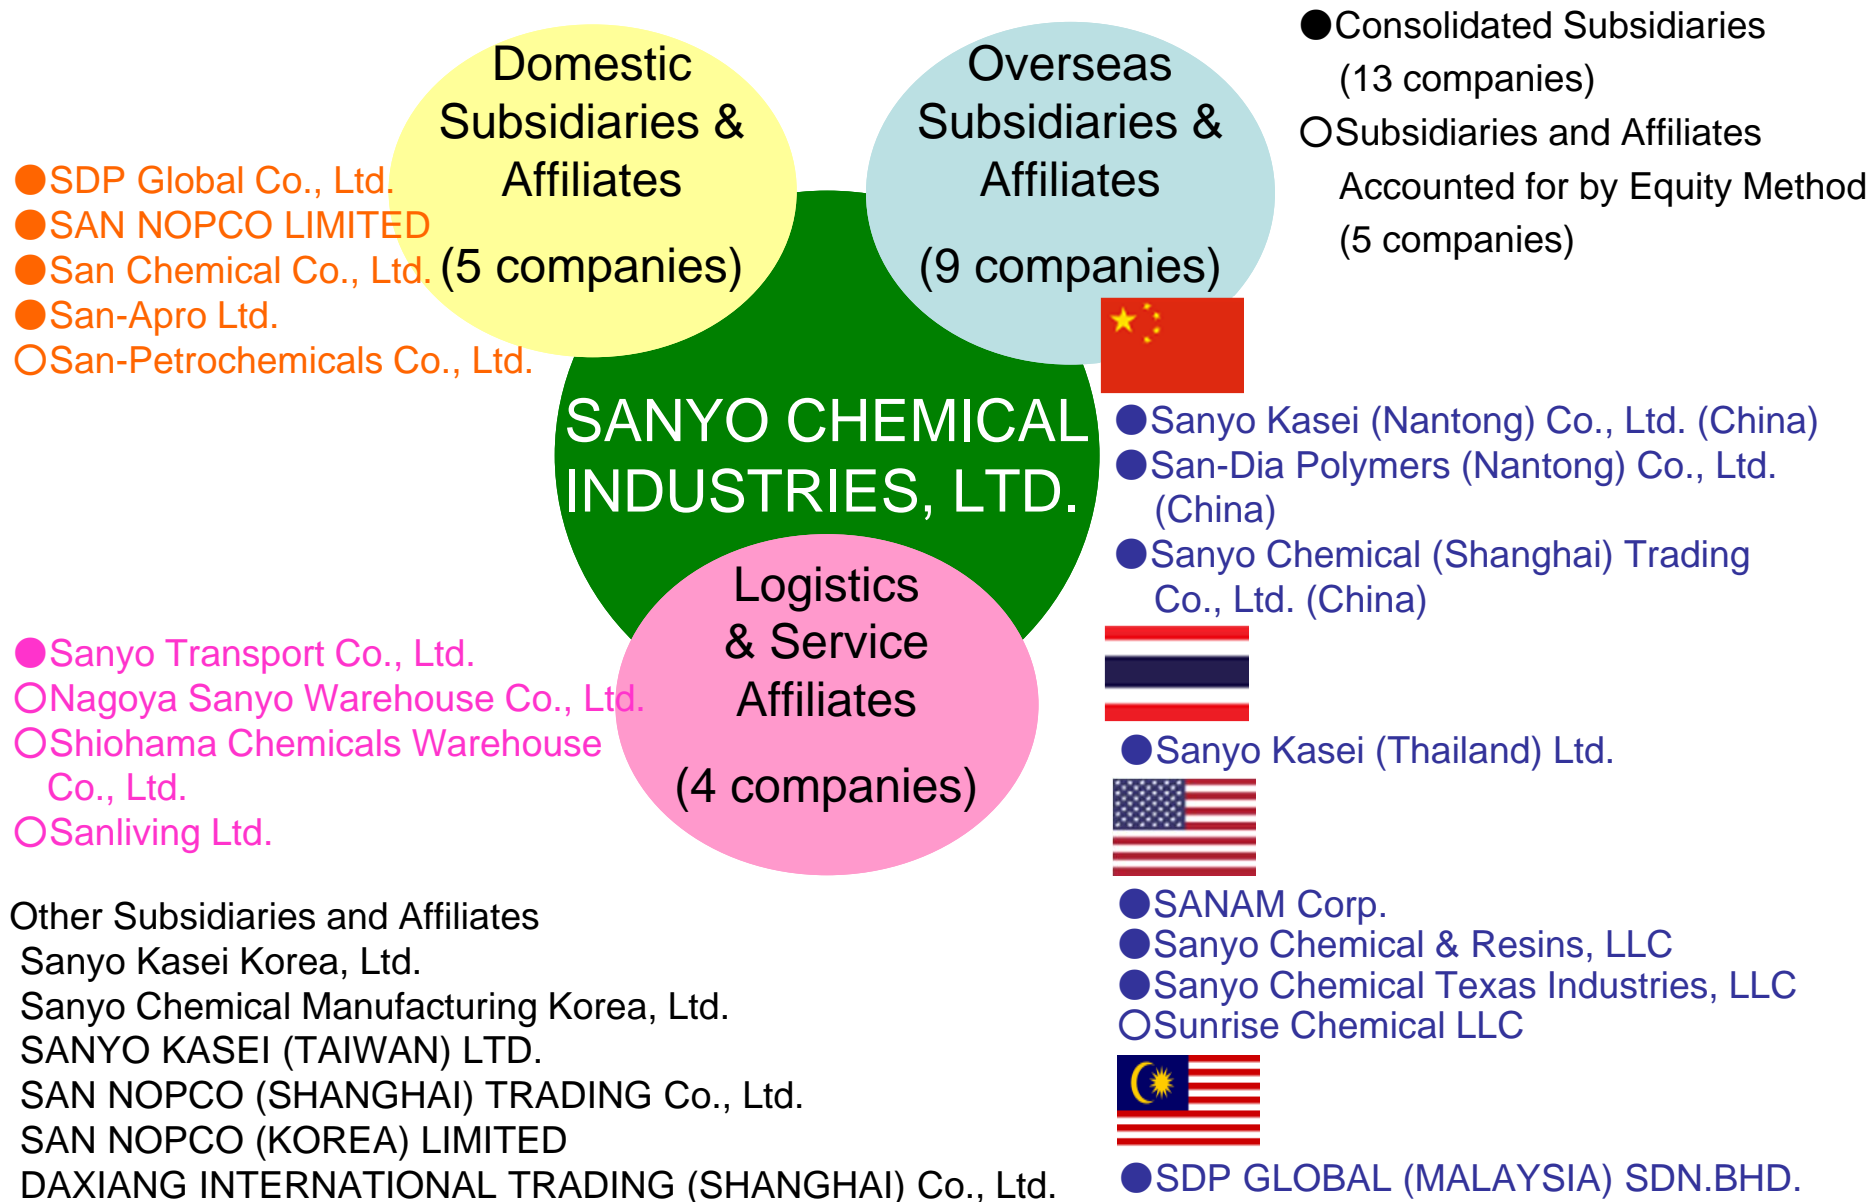 Domestic
Subsidiaries &
Affiliates
(5 companies)
Overseas
Subsidiaries &
Affiliates
(9 companies)
●Consolidated Subsidiaries
(13 companies)
○Subsidiaries and Affiliates
Accounted for by Equity Method
(5 companies)
●SDP Global Co., Ltd.
●SAN NOPCO LIMITED
●San Chemical Co., Ltd.
●San-Apro Ltd.
○San-Petrochemicals Co., Ltd.
SANYO CHEMICAL
INDUSTRIES, LTD.
●Sanyo Kasei (Nantong) Co., Ltd. (China)
●San-Dia Polymers (Nantong) Co., Ltd.
(China)
●Sanyo Chemical (Shanghai) Trading
Co., Ltd. (China)
Logistics
& Service
Affiliates
(4 companies)
●Sanyo Transport Co., Ltd.
○Nagoya Sanyo Warehouse Co., Ltd.
○Shiohama Chemicals Warehouse
Co., Ltd.
○Sanliving Ltd.
●Sanyo Kasei (Thailand) Ltd.
●SANAM Corp.
●Sanyo Chemical & Resins, LLC
●Sanyo Chemical Texas Industries, LLC
○Sunrise Chemical LLC
●SDP GLOBAL (MALAYSIA) SDN.BHD.
Other Subsidiaries and Affiliates
Sanyo Kasei Korea, Ltd.
Sanyo Chemical Manufacturing Korea, Ltd.
SANYO KASEI (TAIWAN) LTD.
SAN NOPCO (SHANGHAI) TRADING Co., Ltd.
SAN NOPCO (KOREA) LIMITED
DAXIANG INTERNATIONAL TRADING (SHANGHAI) Co., Ltd.